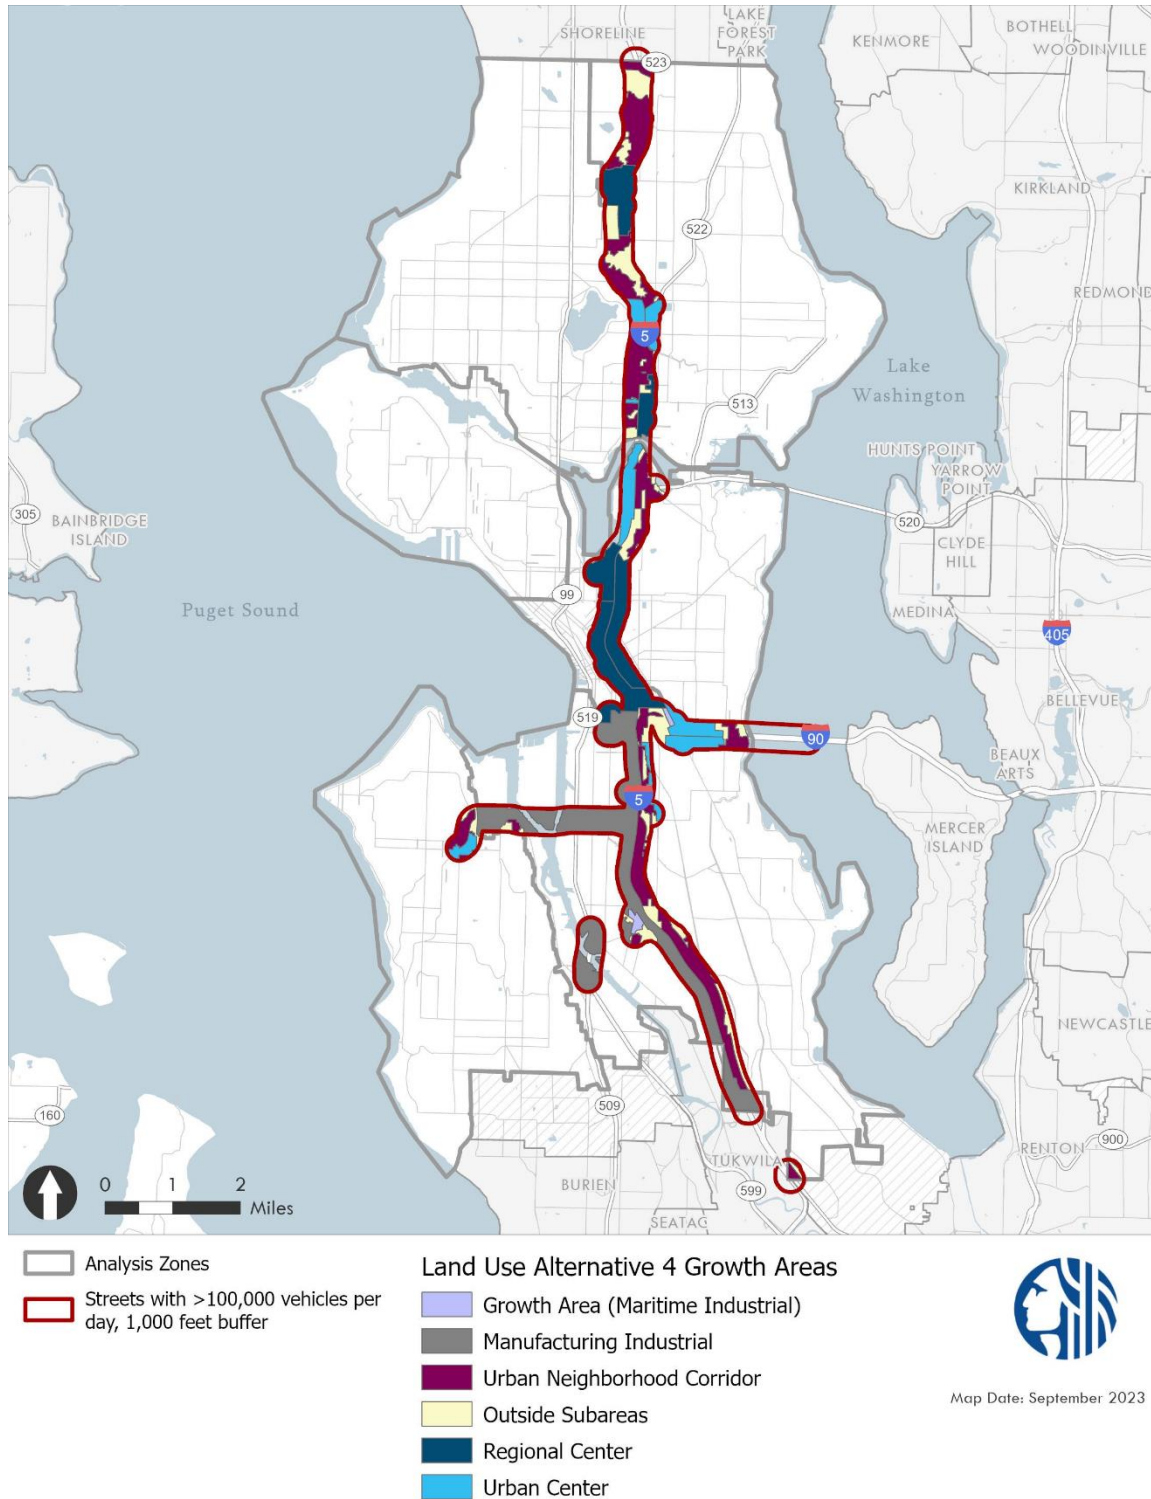 SHORELINE
LAKE
FOREST
PARK
BOTHELL
KENMORE
WOODINVILLE
523
KIRKLAND
522
REDMOND
5
Lake
Washington
513
HUNTS POINT
YARROW
POINT
305
BAINBRIDGE
ISLAND
520
CLYDE
HILL
99
Puget Sound
MEDINA
405
BELLEVUE
519
90
BEAUX
ARTS
5
MERCER
ISLAND
NEWCASTLE
160
509
RENTON
900
TUKWILA
BURIEN
599
SEATAC
0 1 2
Miles
Analysis Zones
Streets with >100,000 vehicles per
day, 1,000 feet buffer
Land Use Alternative 4 Growth Areas
Growth Area (Maritime Industrial)
Manufacturing Industrial
Urban Neighborhood Corridor
Outside Subareas
Regional Center
Urban Center
Map Date: September 2023